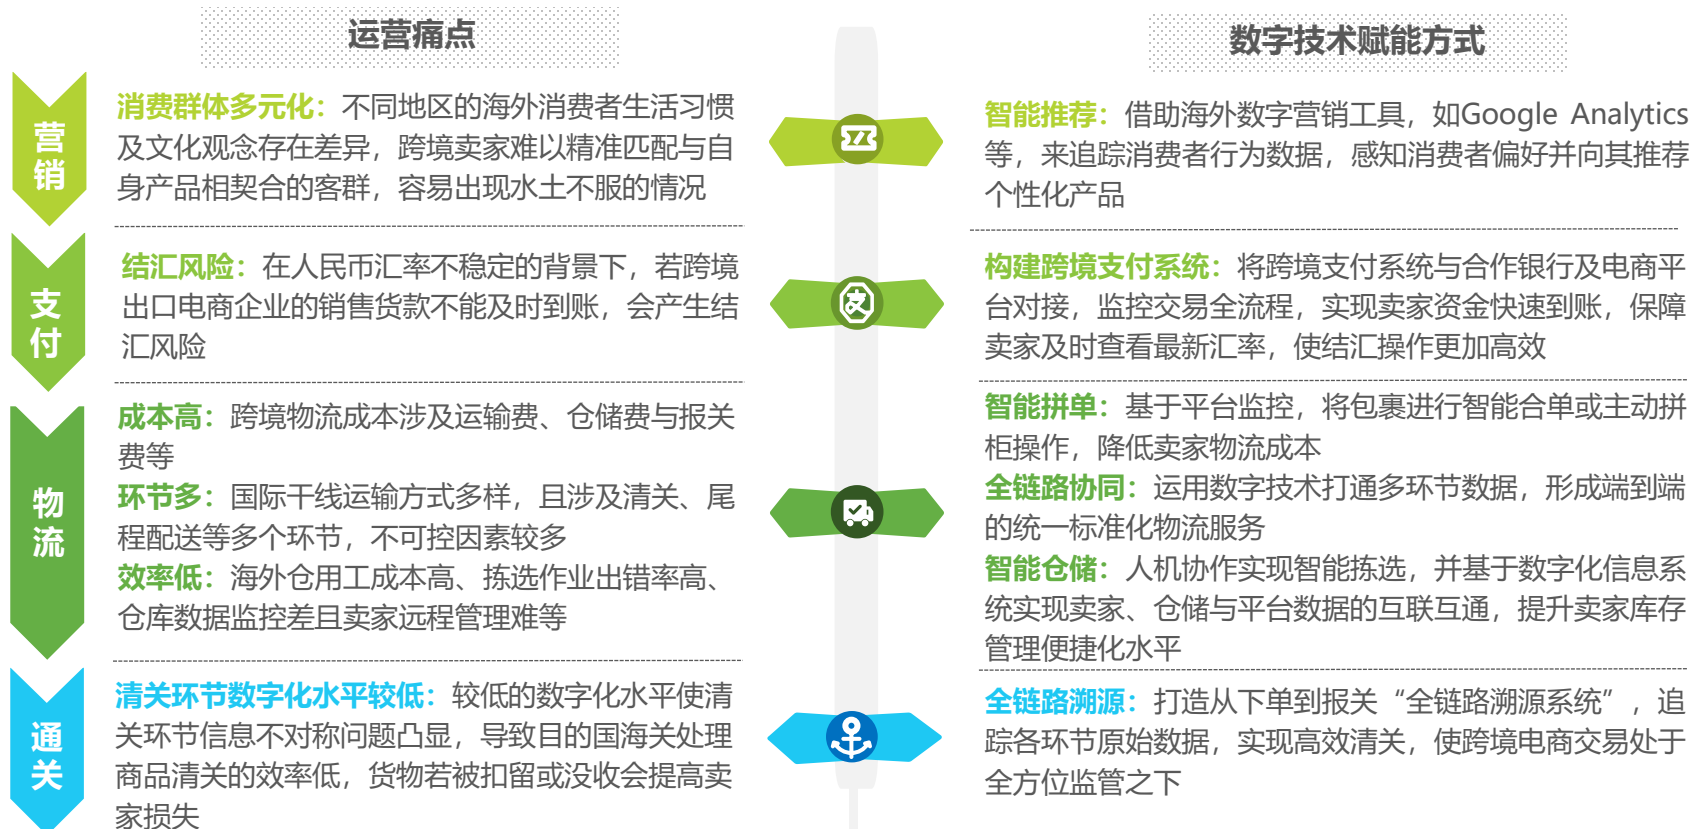 运营痛点
数字技术赋能方式
营
销
消费群体多元化：不同地区的海外消费者生活习惯
及文化观念存在差异，跨境卖家难以精准匹配与自
身产品相契合的客群，容易出现水土不服的情况
智能推荐：借助海外数字营销工具，如Google Analytics
等，来追踪消费者行为数据，感知消费者偏好并向其推荐
个性化产品
支
付
结汇风险：在人民币汇率不稳定的背景下，若跨境
出口电商企业的销售货款不能及时到账，会产生结
汇风险
支
构建跨境支付系统：将跨境支付系统与合作银行及电商平
台对接，监控交易全流程，实现卖家资金快速到账，保障
卖家及时查看最新汇率，使结汇操作更加高效
物
流
成本高：跨境物流成本涉及运输费、仓储费与报关
费等
环节多：国际干线运输方式多样，且涉及清关、尾
程配送等多个环节，不可控因素较多
效率低：海外仓用工成本高、拣选作业出错率高、
仓库数据监控差且卖家远程管理难等
智能拼单：基于平台监控，将包裹进行智能合单或主动拼
柜操作，降低卖家物流成本
全链路协同：运用数字技术打通多环节数据，形成端到端
的统一标准化物流服务
智能仓储：人机协作实现智能拣选，并基于数字化信息系
统实现卖家、仓储与平台数据的互联互通，提升卖家库存
管理便捷化水平
通
关
清关环节数字化水平较低：较低的数字化水平使清
关环节信息不对称问题凸显，导致目的国海关处理
商品清关的效率低，货物若被扣留或没收会提高卖
家损失
全链路溯源：打造从下单到报关“全链路溯源系统”，追
踪各环节原始数据，实现高效清关，使跨境电商交易处于
全方位监管之下